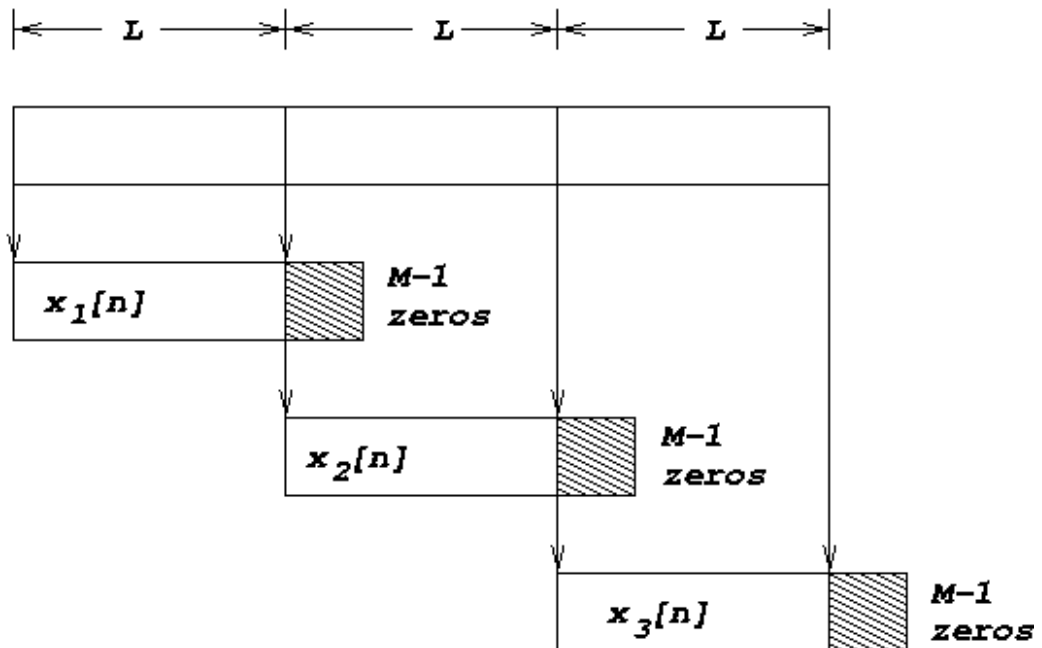 L L L
x1[n]
M-1
zeros
x2[n]
M-1
zeros
x3[n]
M-1
zeros